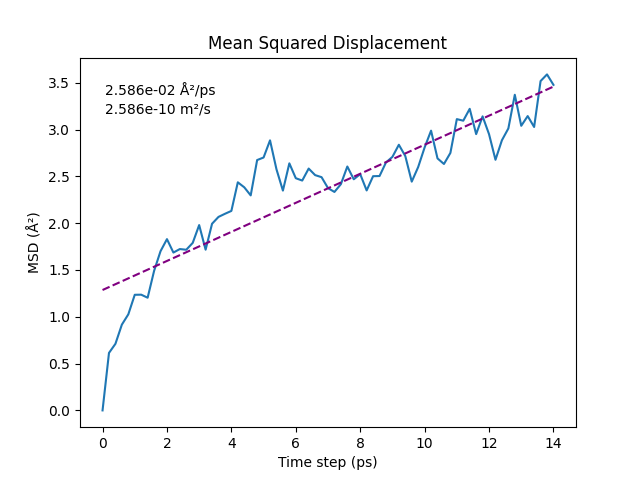 Mean Squared Displacement
2.586e-02 Å²/ps
2.586e-10 m²/s
MSD (Å²)
3.5
3.0
2.5
2.0
1.5
1.0
0.5
0.0
0 2 4 6 8 10 12 14
Time step (ps)